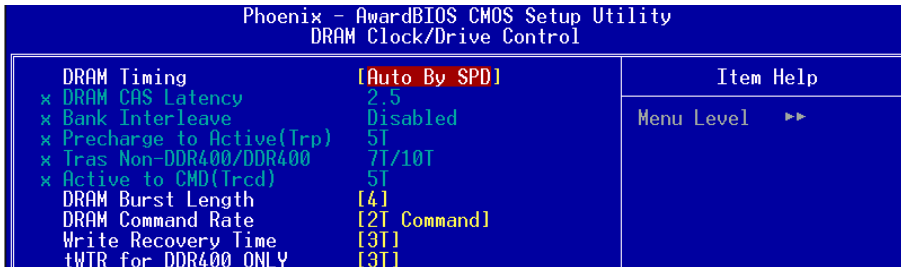 Phoenix - AwardBIOS CMOS Setup Utility
DRAM Clock/Drive Control
DRAM Timing [Auto By SPD] Item Help
x DRAM CAS Latency 2.5
x Bank Interleave Disabled Menu Level ▸▸
x Precharge to Active(Trp) 5T
x Tras Non-DDR400/DDR400 7T/10T
x Active to CMD(Trcd) 5T
DRAM Burst Length [4]
DRAM Command Rate [2T Command]
Write Recovery Time [3T]
tWTR for DDR400 ONLY [3T]